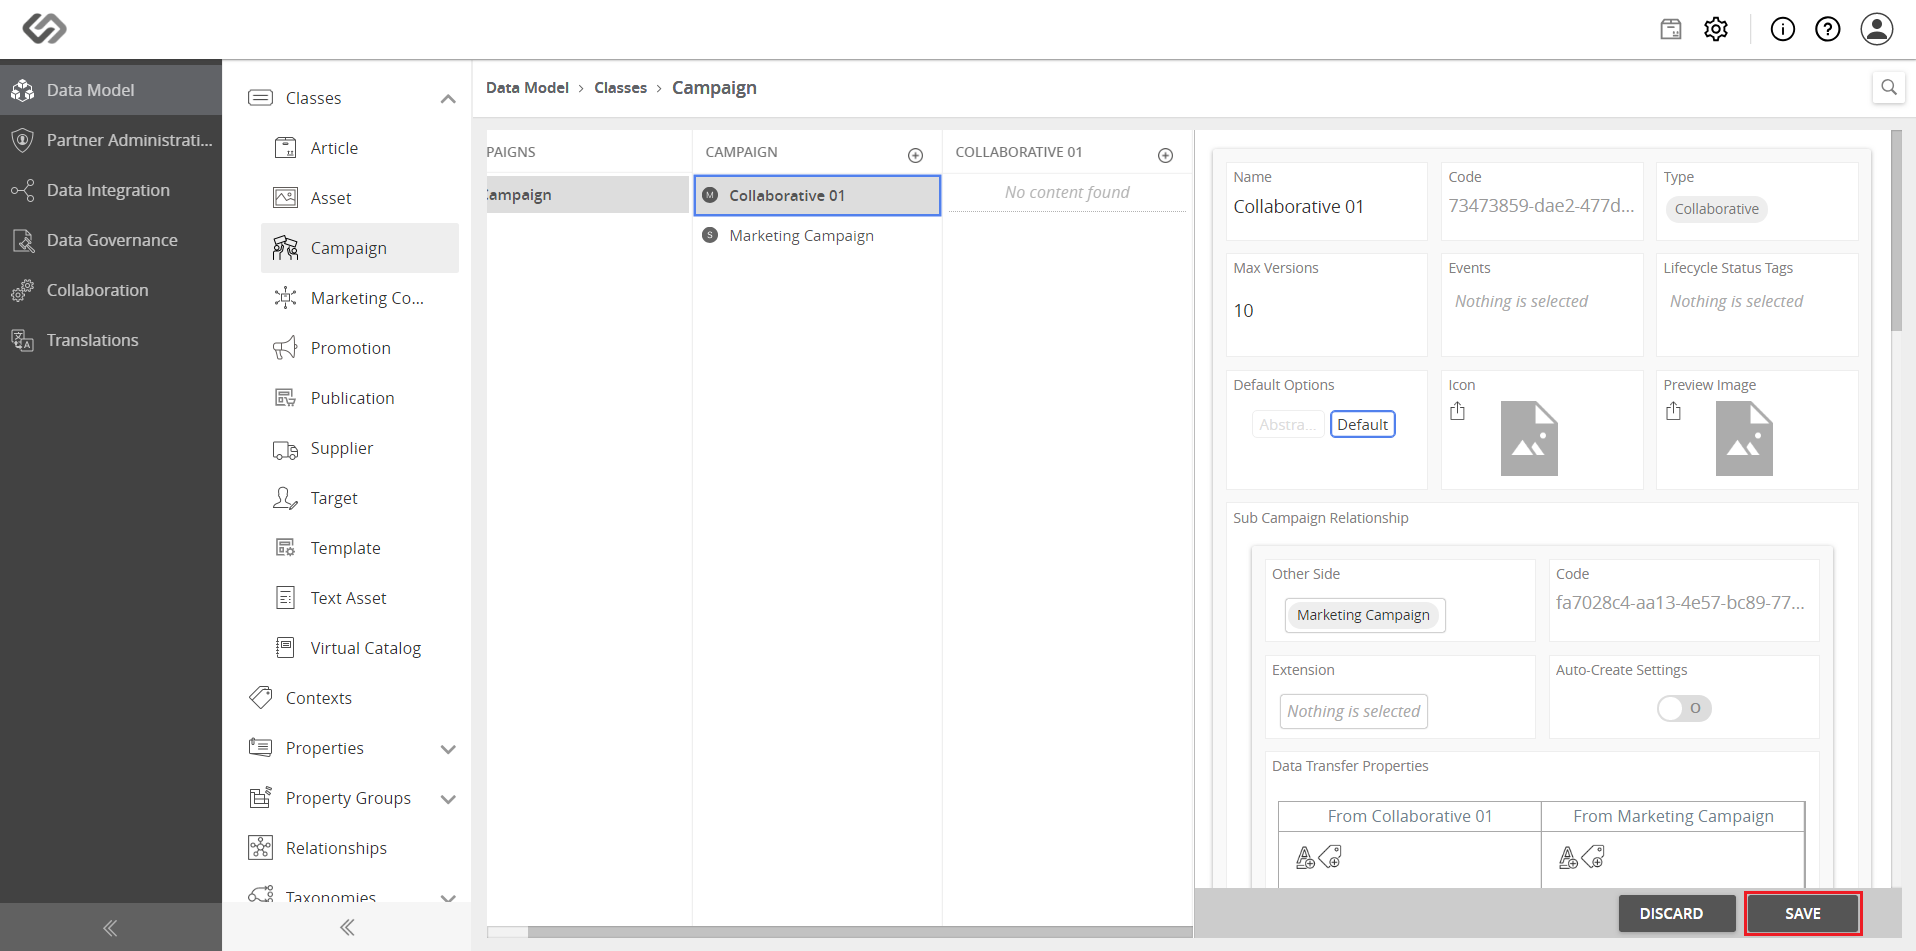 Data Model
Partner Administrati...
Data Integration
Data Governance
Collaboration
Translations
Classes
Article
Asset
Campaign
Marketing Co...
Promotion
Publication
Supplier
Target
Template
Text Asset
Virtual Catalog
Contexts
Properties
Property Groups
Relationships
Taxonomies
Data Model > Classes > Campaign
PAIGNS
Campaign
CAMPAIGN
M Collaborative 01
S Marketing Campaign
COLLABORATIVE 01
No content found
Name
Collaborative 01
Code
73473859-dae2-477d...
Type
Collaborative
Max Versions
10
Events
Nothing is selected
Lifecycle Status Tags
Nothing is selected
Default Options
Abstra... Default
Icon
Preview Image
Sub Campaign Relationship
Other Side
Marketing Campaign
Code
fa7028c4-aa13-4e57-bc89-77...
Extension
Nothing is selected
Auto-Create Settings
O
Data Transfer Properties
From Collaborative 01
From Marketing Campaign
DISCARD
SAVE